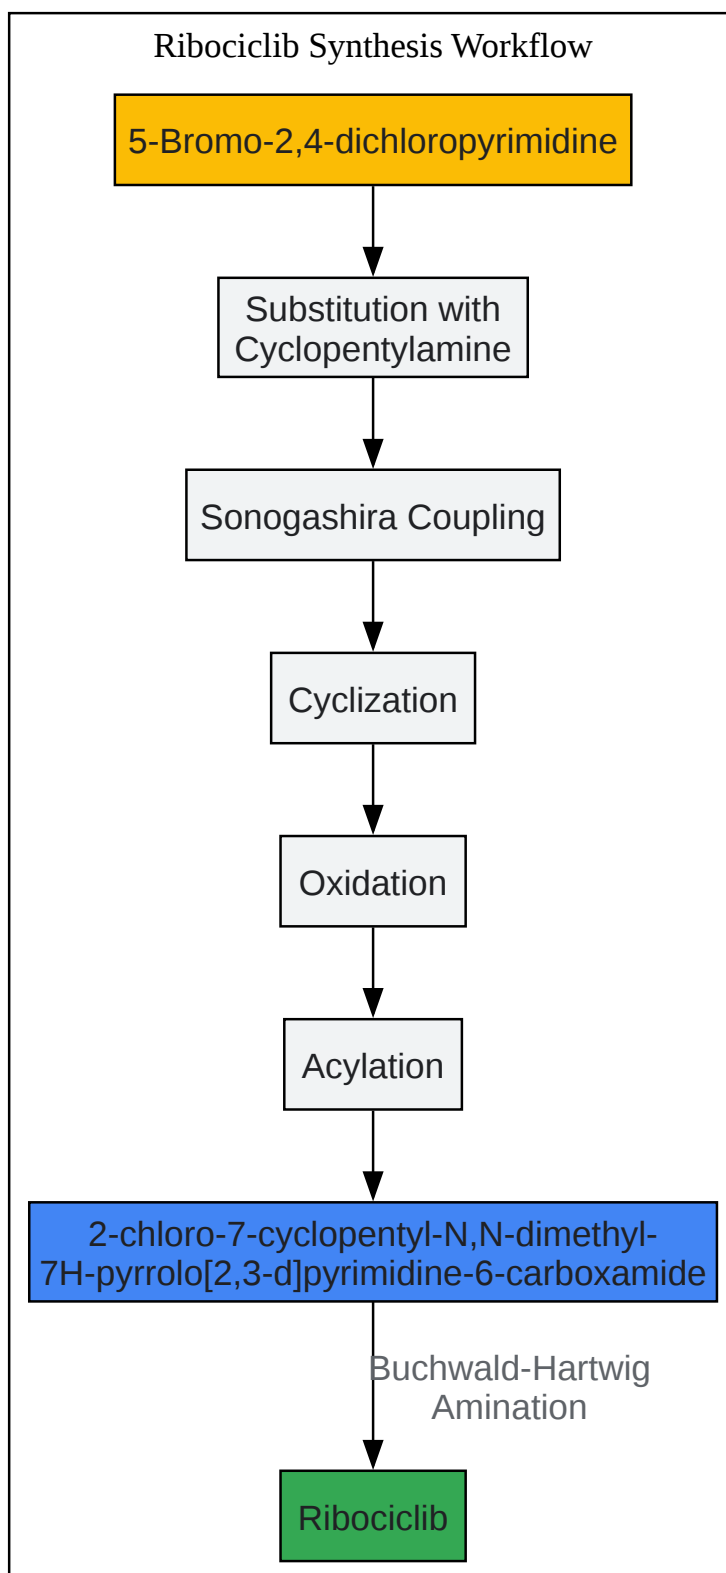 Ribociclib Synthesis Workflow
5-Bromo-2,4-dichloropyrimidine
Substitution with
Cyclopentylamine
Sonogashira Coupling
Cyclization
Oxidation
Acylation
2-chloro-7-cyclopentyl-N,N-dimethyl-
7H-pyrrolo[2,3-d]pyrimidine-6-carboxamide
Buchwald-Hartwig
Amination
Ribociclib